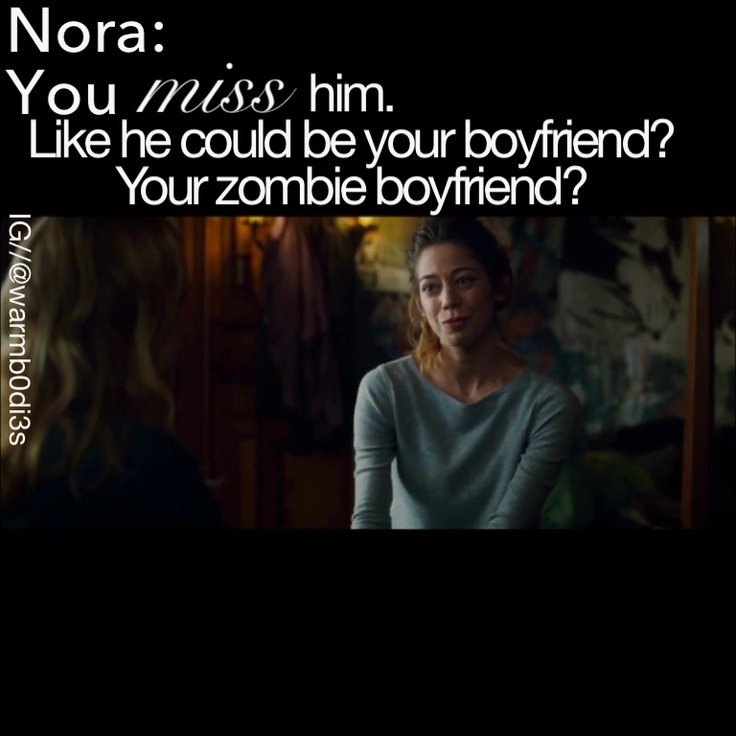 Nora:
You miss him.
Like he could be your boyfriend?
Your zombie boyfriend?
IG//@warmb0di3s